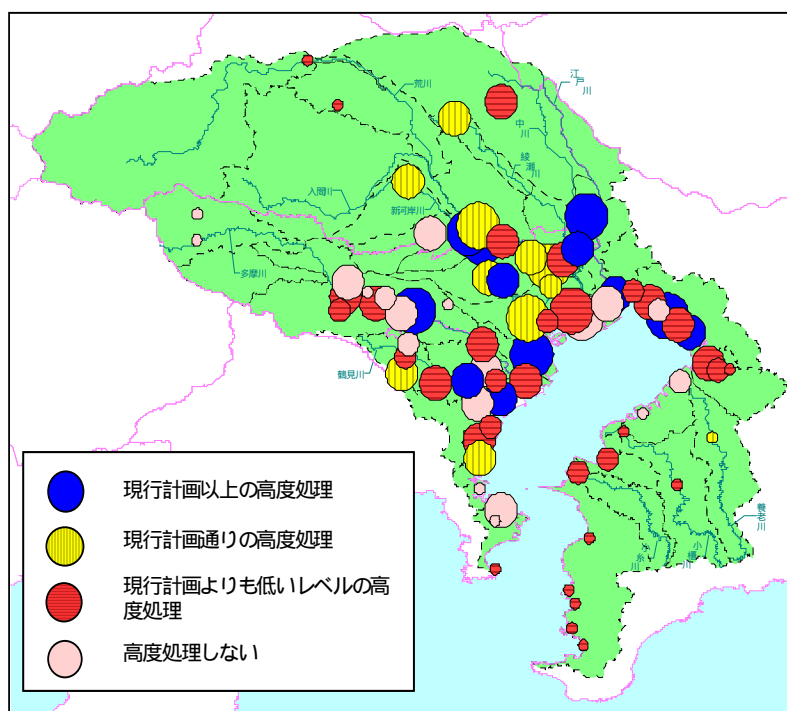 荒川
江戸川
中川
綾瀬川
入間川
新河岸川
多摩川
鶴見川
養老川
小櫃川
小糸川
現行計画以上の高度処理
現行計画通りの高度処理
現行計画よりも低いレベルの高
度処理
高度処理しない